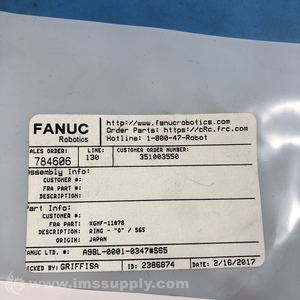 FANUC
Robotics
http://www.fanucrobotics.com
Order Parts: https://cRc.frc.com
Hotline: 1-800-47-Robot
ALES ORDER:
LINE:
CUSTOMER ORDER NUMBER:
784606
130
351003550
ssembly Info:
CUSTOMER #:
FRA PART #:
DESCRIPTION:
art Info:
CUSTOMER #:
FRA PART #: XGMF-11078
DESCRIPTION: RING - "O" / S65
ORIGIN: JAPAN
ANUC LTD. #: A98L-0001-0347#S65
ICKED BY: GRIFFISA
ID: 2386874
DATE: 2/16/2017
www.imssupply.com